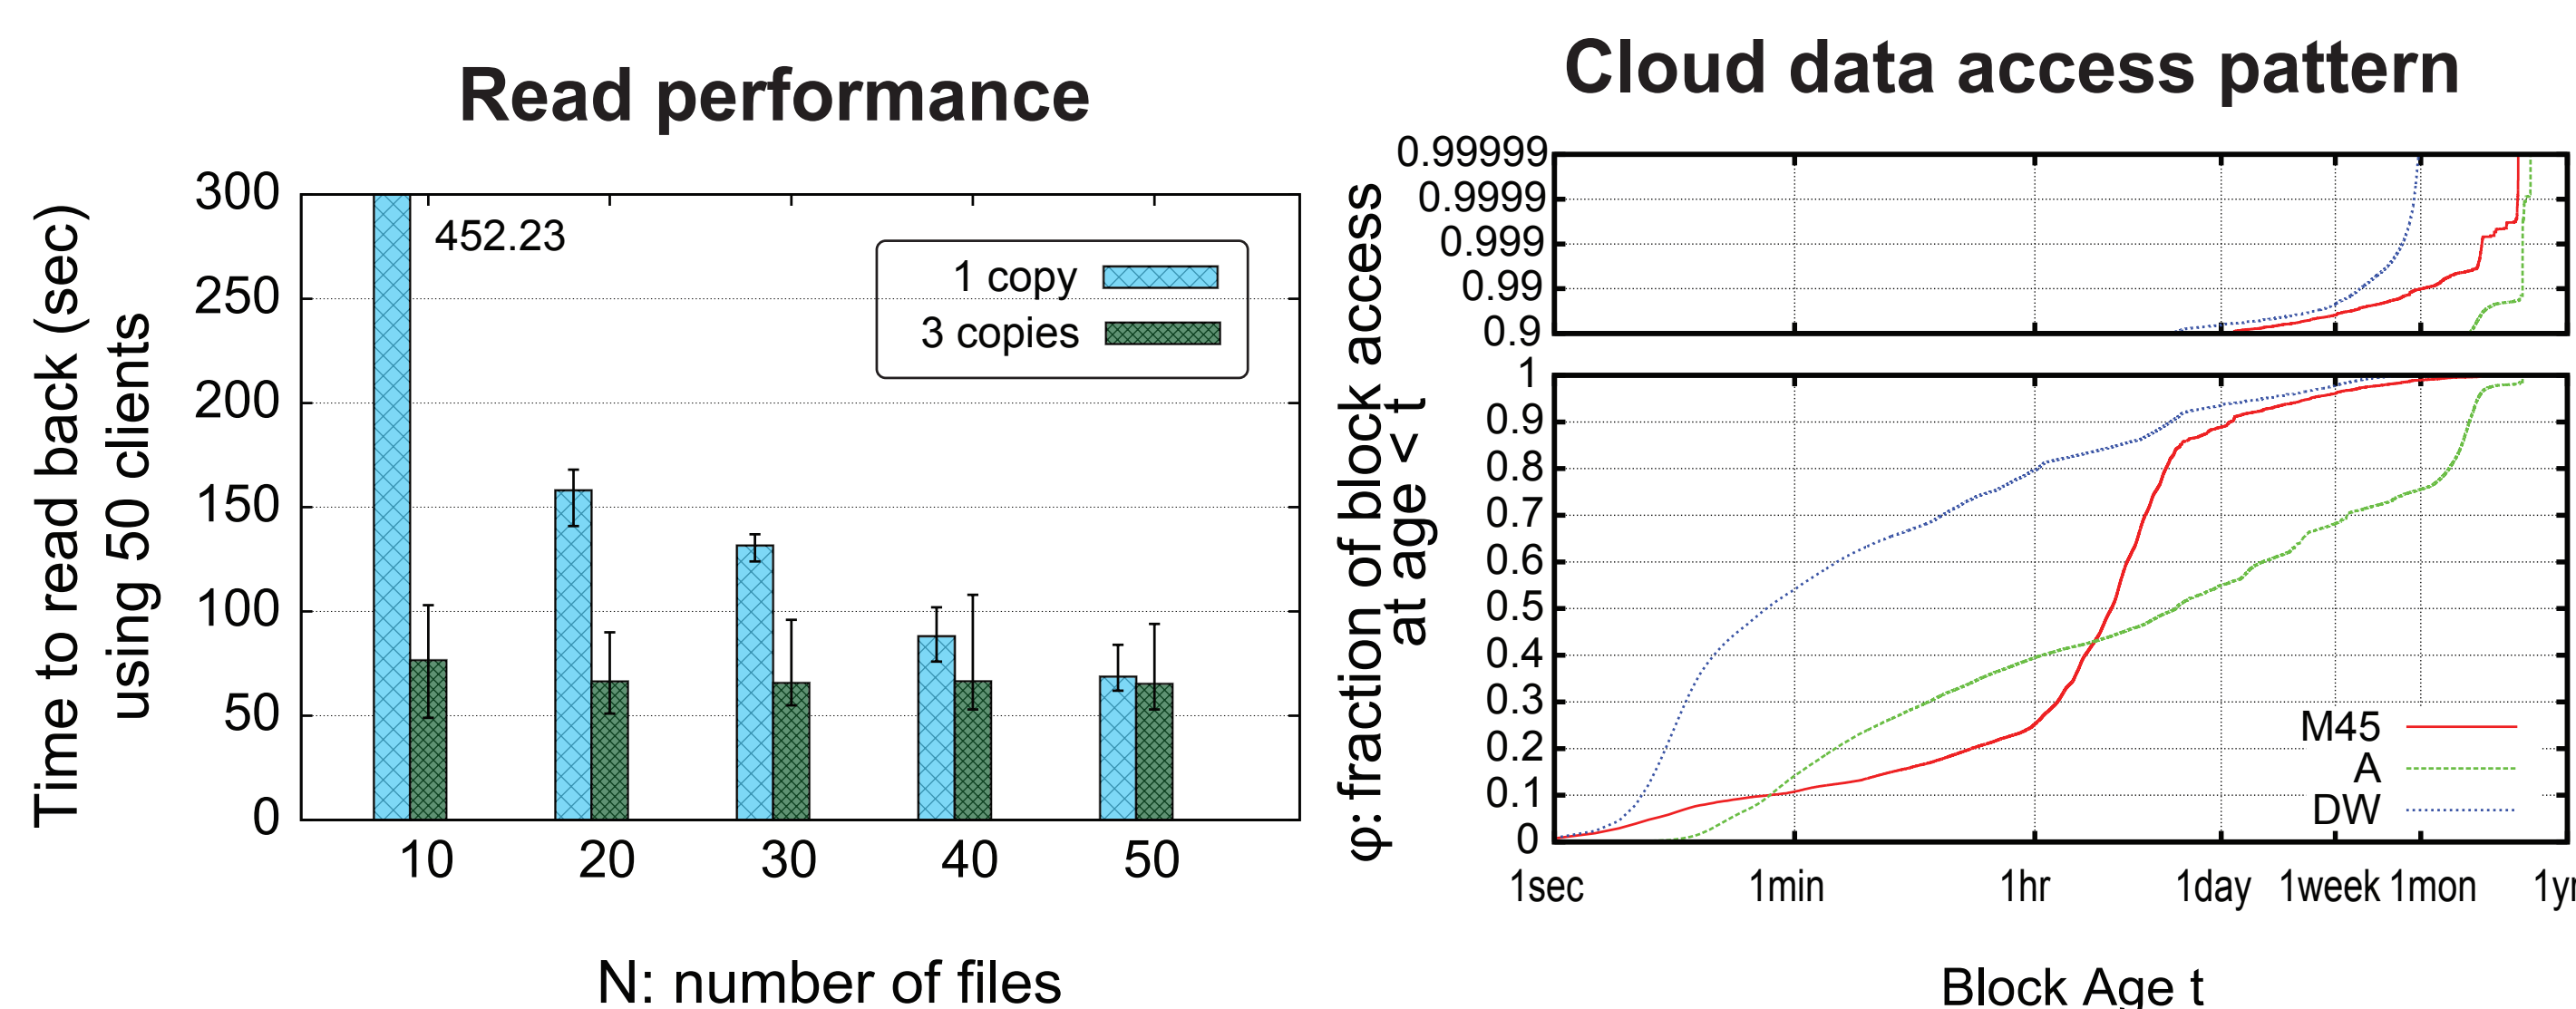 Read performance
Time to read back (sec)
using 50 clients
300
250
200
150
100
50
0
452.23
1 copy
3 copies
10 20 30 40 50
N: number of files
Cloud data access pattern
φ: fraction of block access
at age < t
0.99999
0.9999
0.999
0.99
0.9
1
0.9
0.8
0.7
0.6
0.5
0.4
0.3
0.2
0.1
0
M45
A
DW
1sec 1min 1hr 1day 1week 1mon 1yr
Block Age t